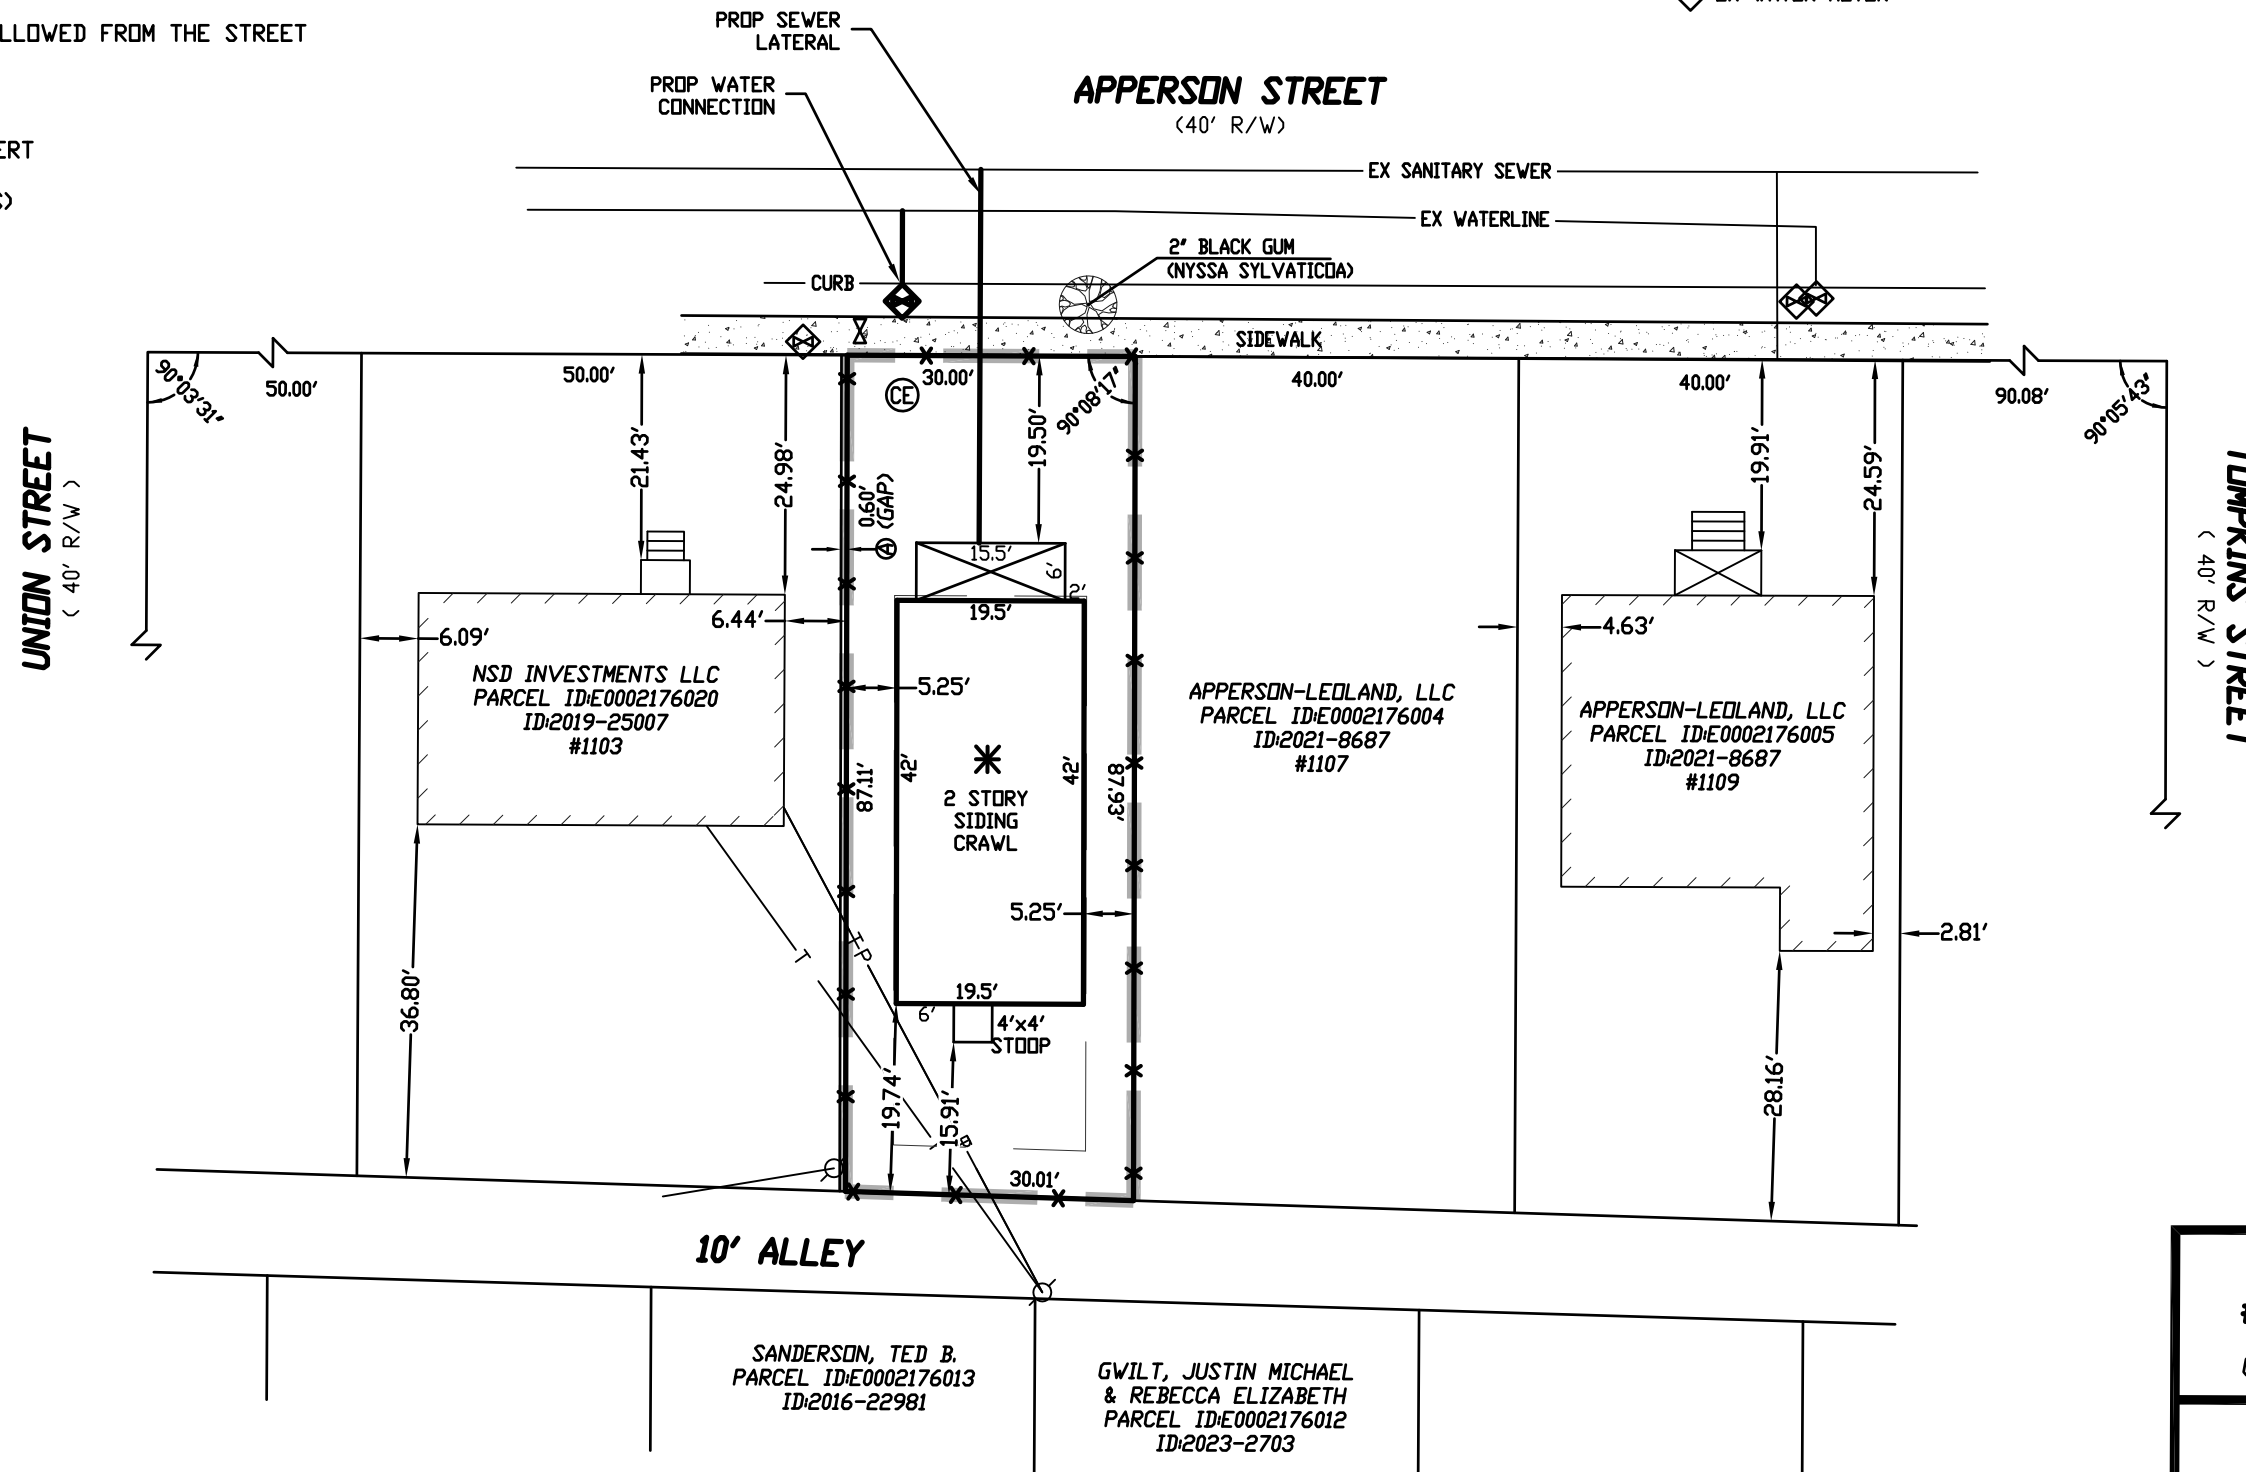 LLOWED FROM THE STREET
ERT
S)
PROP SEWER
LATERAL
PROP WATER
CONNECTION
APPERSON STREET
(40' R/W)
EX SANITARY SEWER
EX WATERLINE
2" BLACK GUM
(NYSSA SYLVATICOA)
CURB
SIDEWALK
90°03'31"
50.00'
50.00'
30.00'
40.00'
40.00'
90.08'
90°05'43"
CE
90°08'17"
UNION STREET
( 40' R/W )
TOMPKINS STREET
( 40' R/W )
21.43'
24.98'
19.50'
19.91'
24.59'
0.60'
(GAP)
A
15.5'
6'
2'
19.5'
6.09'
6.44'
4.63'
NSD INVESTMENTS LLC
PARCEL ID:E0002176020
ID:2019-25007
#1103
5.25'
87.11'
42'
42'
87.93'
2 STORY
SIDING
CRAWL
5.25'
APPERSON-LEOLAND, LLC
PARCEL ID:E0002176004
ID:2021-8687
#1107
APPERSON-LEOLAND, LLC
PARCEL ID:E0002176005
ID:2021-8687
#1109
2.81'
T
TP
36.80'
19.5'
6'
4'x4'
STOOP
19.74'
15.91'
28.16'
30.01'
10' ALLEY
SANDERSON, TED B.
PARCEL ID:E0002176013
ID:2016-22981
GWILT, JUSTIN MICHAEL
& REBECCA ELIZABETH
PARCEL ID:E0002176012
ID:2023-2703